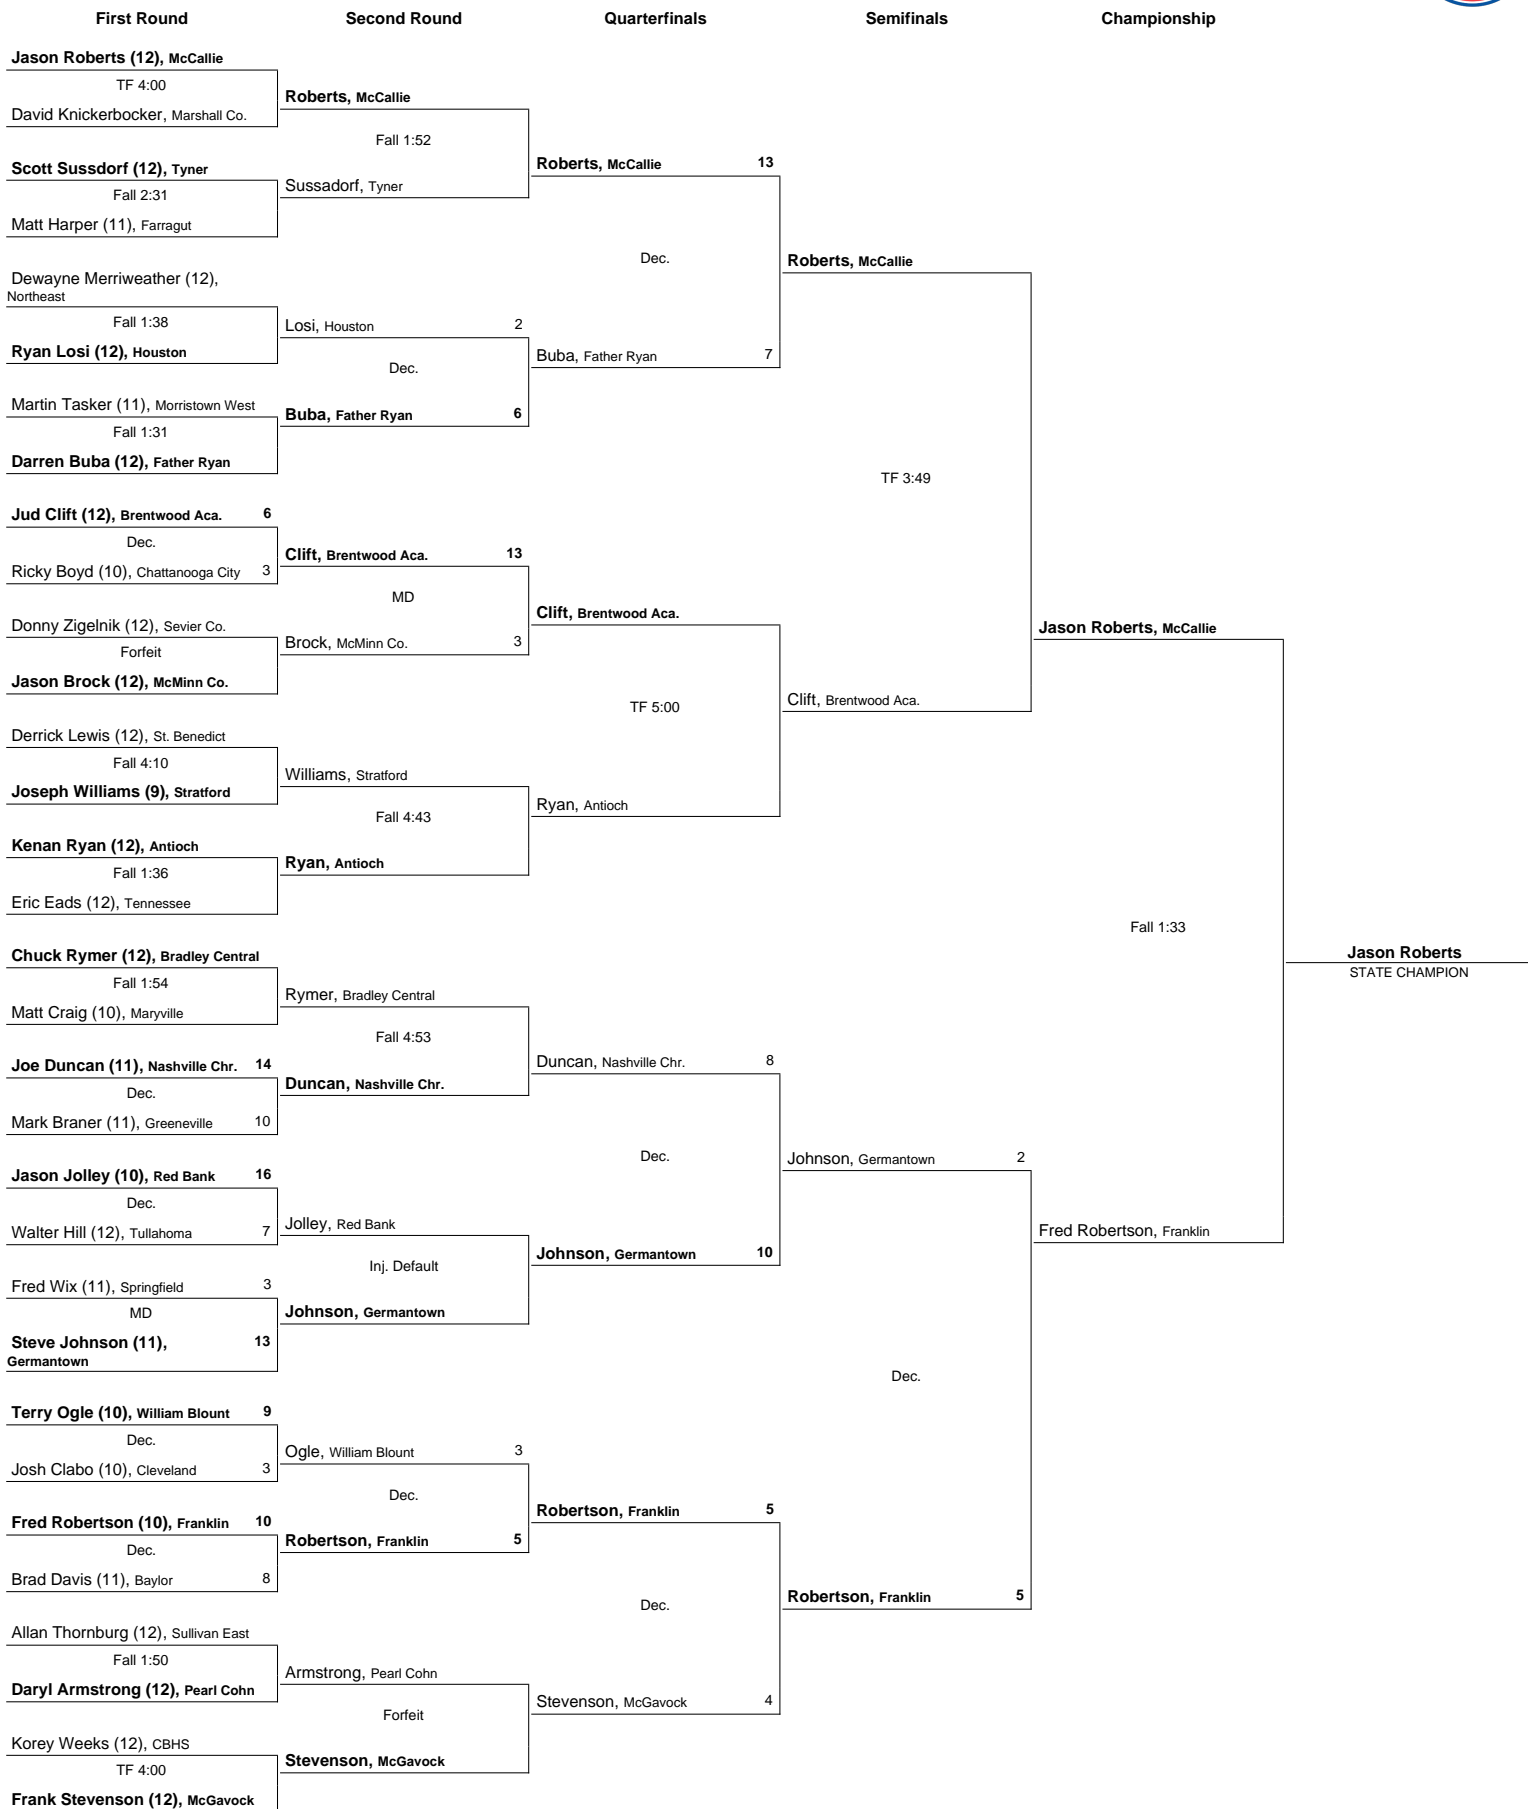 First Round Second Round Quarterfinals Semifinals Championship
Jason Roberts (12), McCallie
TF 4:00
David Knickerbocker, Marshall Co.
Scott Sussdorf (12), Tyner
Fall 2:31
Matt Harper (11), Farragut
Dewayne Merriweather (12),
Northeast
Fall 1:38
Ryan Losi (12), Houston
Martin Tasker (11), Morristown West
Fall 1:31
Darren Buba (12), Father Ryan
Jud Clift (12), Brentwood Aca. 6
Dec.
Ricky Boyd (10), Chattanooga City 3
Donny Zigelnik (12), Sevier Co.
Forfeit
Jason Brock (12), McMinn Co.
Derrick Lewis (12), St. Benedict
Fall 4:10
Joseph Williams (9), Stratford
Kenan Ryan (12), Antioch
Fall 1:36
Eric Eads (12), Tennessee
Chuck Rymer (12), Bradley Central
Fall 1:54
Matt Craig (10), Maryville
Joe Duncan (11), Nashville Chr. 14
Dec.
Mark Braner (11), Greeneville 10
Jason Jolley (10), Red Bank 16
Dec.
Walter Hill (12), Tullahoma 7
Fred Wix (11), Springfield 3
MD
Steve Johnson (11), 13
Germantown
Terry Ogle (10), William Blount 9
Dec.
Josh Clabo (10), Cleveland 3
Fred Robertson (10), Franklin 10
Dec.
Brad Davis (11), Baylor 8
Allan Thornburg (12), Sullivan East
Fall 1:50
Daryl Armstrong (12), Pearl Cohn
Korey Weeks (12), CBHS
TF 4:00
Frank Stevenson (12), McGavock
Roberts, McCallie
Fall 1:52
Sussadorf, Tyner
Losi, Houston 2
Dec.
Buba, Father Ryan 6
Clift, Brentwood Aca. 13
MD
Brock, McMinn Co. 3
Williams, Stratford
Fall 4:43
Ryan, Antioch
Rymer, Bradley Central
Fall 4:53
Duncan, Nashville Chr.
Jolley, Red Bank
Inj. Default
Johnson, Germantown
Ogle, William Blount 3
Dec.
Robertson, Franklin 5
Armstrong, Pearl Cohn
Forfeit
Stevenson, McGavock
Roberts, McCallie 13
Dec.
Buba, Father Ryan 7
Clift, Brentwood Aca.
TF 5:00
Ryan, Antioch
Duncan, Nashville Chr. 8
Dec.
Johnson, Germantown 10
Robertson, Franklin 5
Dec.
Stevenson, McGavock 4
Roberts, McCallie
TF 3:49
Clift, Brentwood Aca.
Johnson, Germantown 2
Dec.
Robertson, Franklin 5
Jason Roberts, McCallie
Fall 1:33
Fred Robertson, Franklin
Jason Roberts
STATE CHAMPION